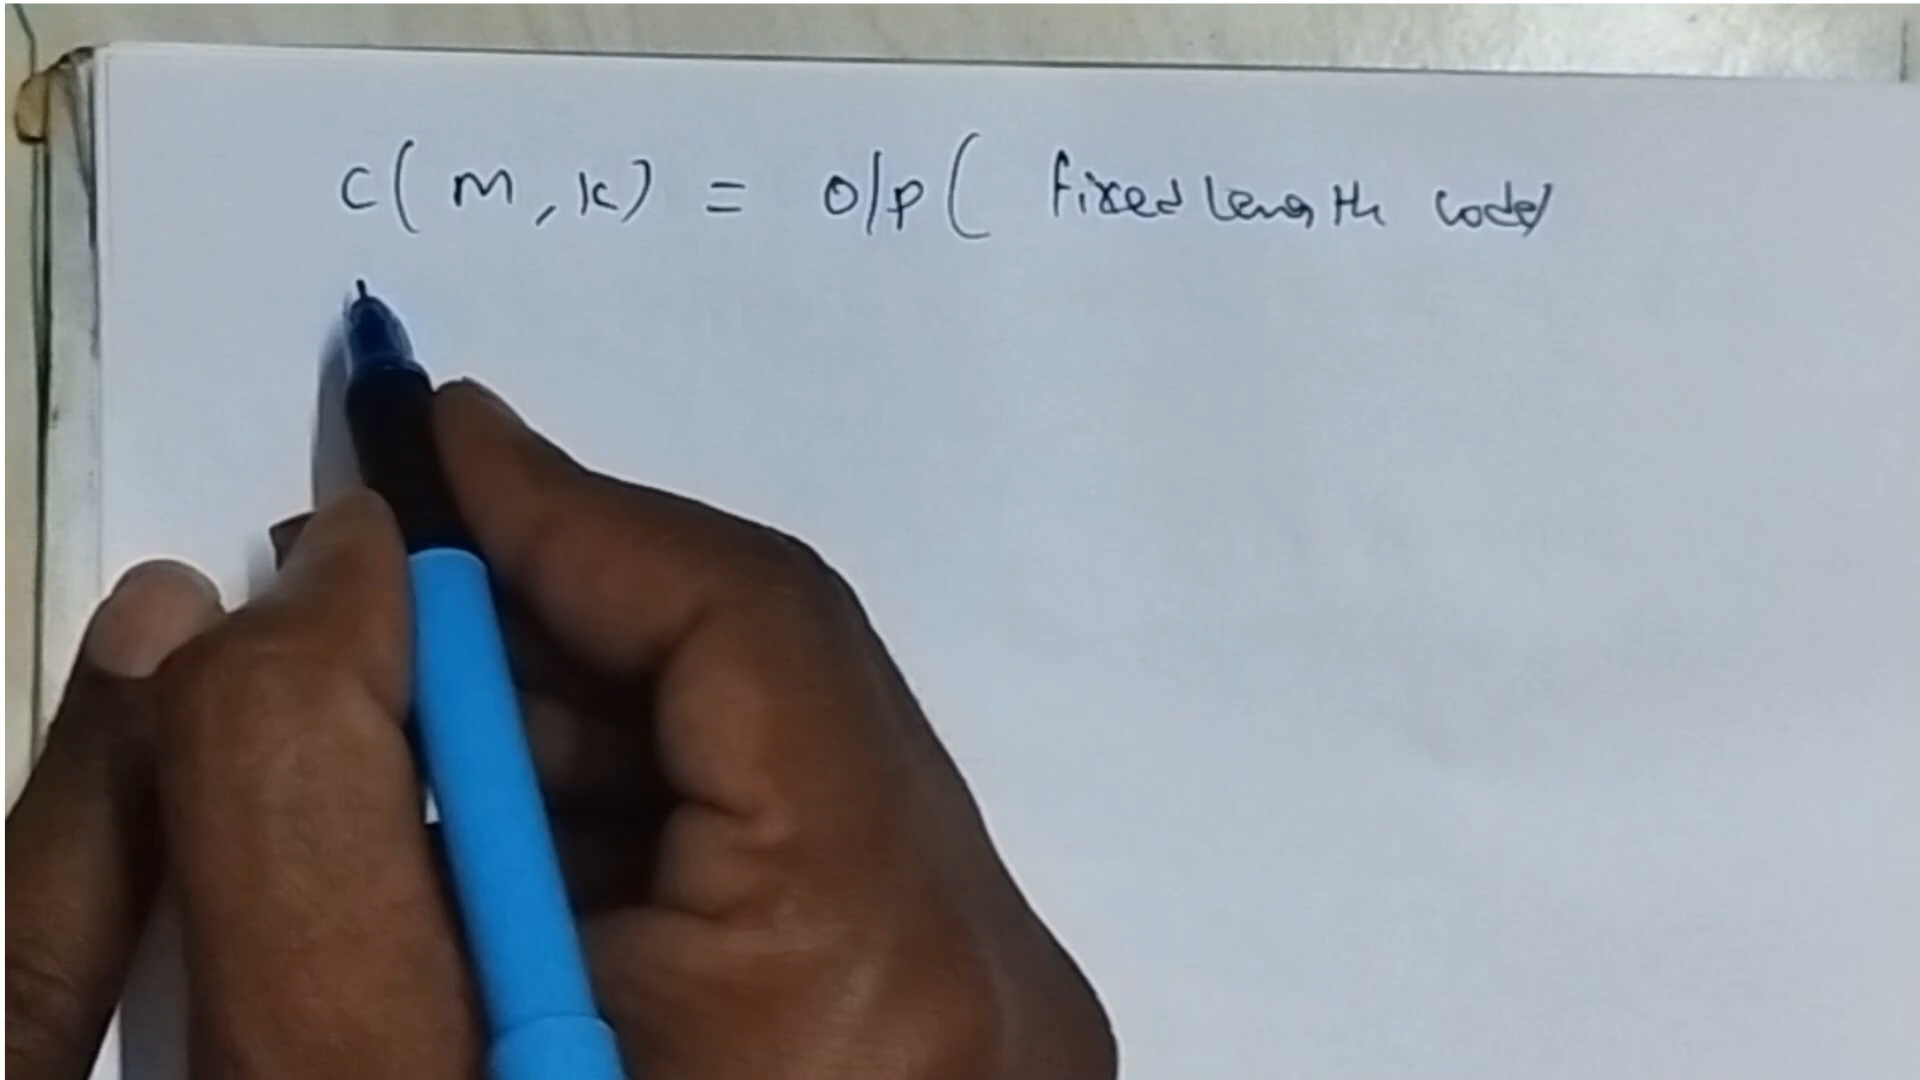 C( M, K) = O/P ( fixed length code)